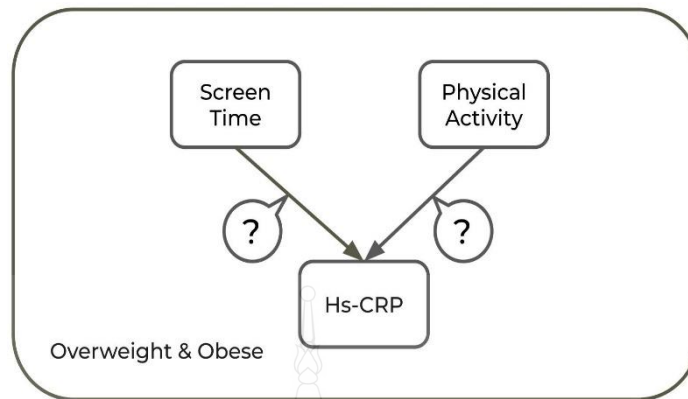 Screen
Time
Physical
Activity
?
?
Hs-CRP
Overweight & Obese